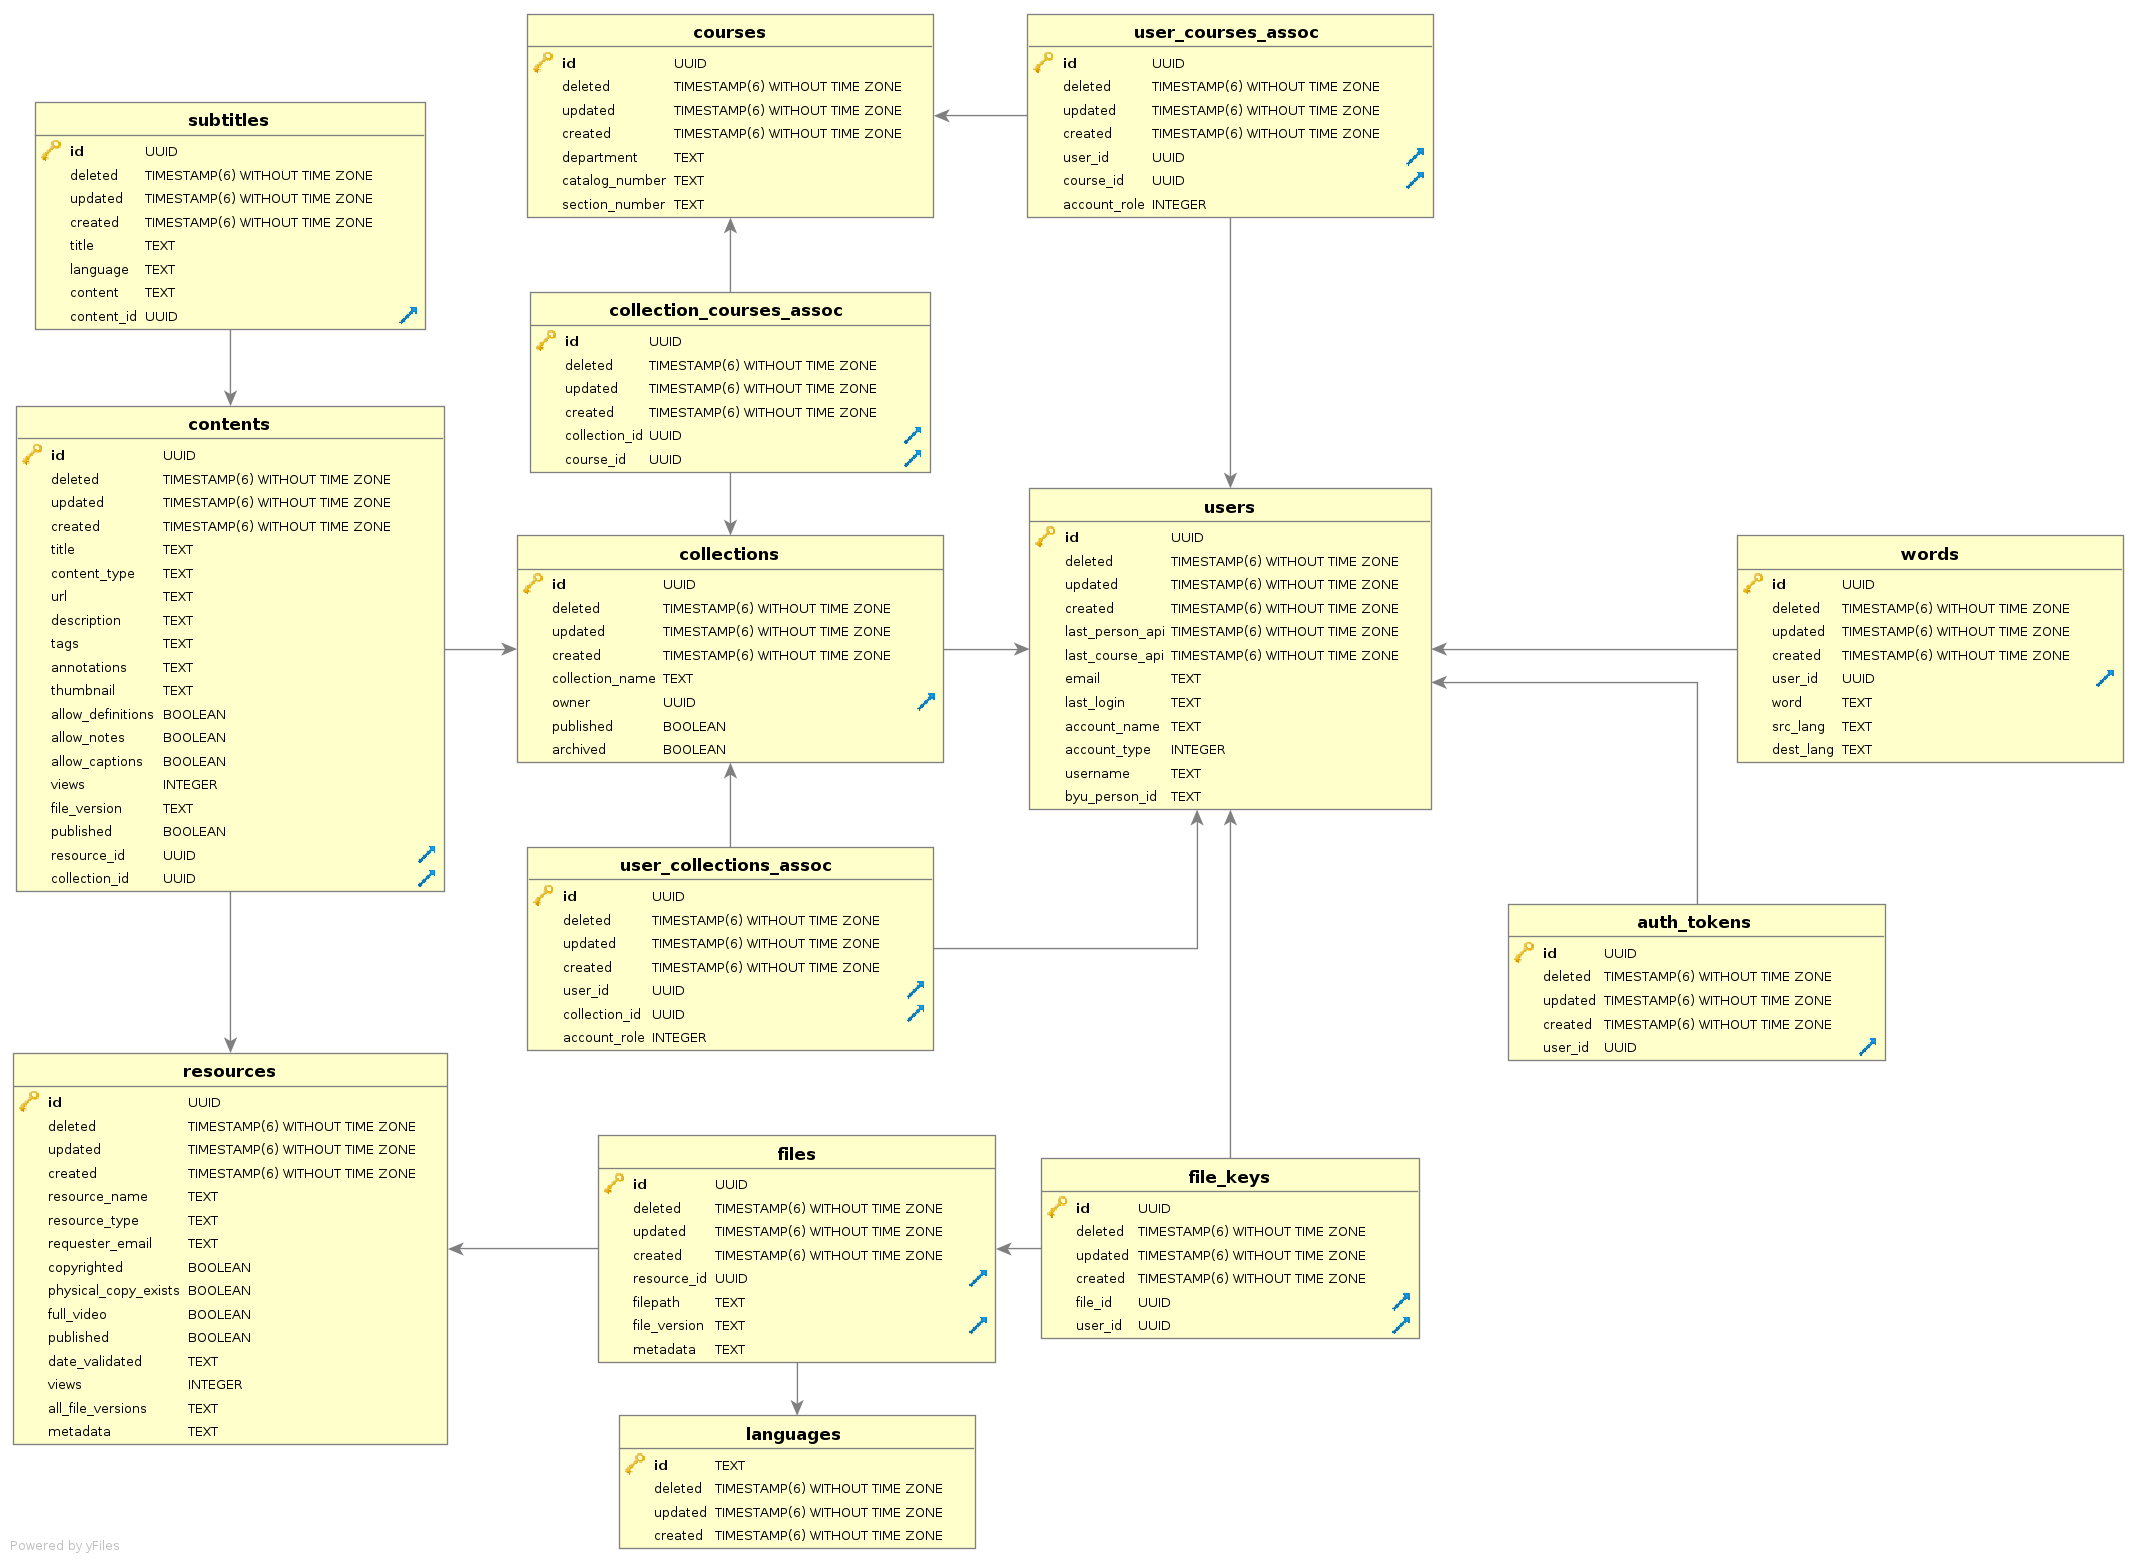 courses
id UUID
deleted TIMESTAMP(6) WITHOUT TIME ZONE
updated TIMESTAMP(6) WITHOUT TIME ZONE
created TIMESTAMP(6) WITHOUT TIME ZONE
department TEXT
catalog_number TEXT
section_number TEXT
user_courses_assoc
id UUID
deleted TIMESTAMP(6) WITHOUT TIME ZONE
updated TIMESTAMP(6) WITHOUT TIME ZONE
created TIMESTAMP(6) WITHOUT TIME ZONE
user_id UUID
course_id UUID
account_role INTEGER
subtitles
id UUID
deleted TIMESTAMP(6) WITHOUT TIME ZONE
updated TIMESTAMP(6) WITHOUT TIME ZONE
created TIMESTAMP(6) WITHOUT TIME ZONE
title TEXT
language TEXT
content TEXT
content_id UUID
collection_courses_assoc
id UUID
deleted TIMESTAMP(6) WITHOUT TIME ZONE
updated TIMESTAMP(6) WITHOUT TIME ZONE
created TIMESTAMP(6) WITHOUT TIME ZONE
collection_id UUID
course_id UUID
contents
id UUID
deleted TIMESTAMP(6) WITHOUT TIME ZONE
updated TIMESTAMP(6) WITHOUT TIME ZONE
created TIMESTAMP(6) WITHOUT TIME ZONE
title TEXT
content_type TEXT
url TEXT
description TEXT
tags TEXT
annotations TEXT
thumbnail TEXT
allow_definitions BOOLEAN
allow_notes BOOLEAN
allow_captions BOOLEAN
views INTEGER
file_version TEXT
published BOOLEAN
resource_id UUID
collection_id UUID
collections
id UUID
deleted TIMESTAMP(6) WITHOUT TIME ZONE
updated TIMESTAMP(6) WITHOUT TIME ZONE
created TIMESTAMP(6) WITHOUT TIME ZONE
collection_name TEXT
owner UUID
published BOOLEAN
archived BOOLEAN
users
id UUID
deleted TIMESTAMP(6) WITHOUT TIME ZONE
updated TIMESTAMP(6) WITHOUT TIME ZONE
created TIMESTAMP(6) WITHOUT TIME ZONE
last_person_api TIMESTAMP(6) WITHOUT TIME ZONE
last_course_api TIMESTAMP(6) WITHOUT TIME ZONE
email TEXT
last_login TEXT
account_name TEXT
account_type INTEGER
username TEXT
byu_person_id TEXT
words
id UUID
deleted TIMESTAMP(6) WITHOUT TIME ZONE
updated TIMESTAMP(6) WITHOUT TIME ZONE
created TIMESTAMP(6) WITHOUT TIME ZONE
user_id UUID
word TEXT
src_lang TEXT
dest_lang TEXT
user_collections_assoc
id UUID
deleted TIMESTAMP(6) WITHOUT TIME ZONE
updated TIMESTAMP(6) WITHOUT TIME ZONE
created TIMESTAMP(6) WITHOUT TIME ZONE
user_id UUID
collection_id UUID
account_role INTEGER
auth_tokens
id UUID
deleted TIMESTAMP(6) WITHOUT TIME ZONE
updated TIMESTAMP(6) WITHOUT TIME ZONE
created TIMESTAMP(6) WITHOUT TIME ZONE
user_id UUID
resources
id UUID
deleted TIMESTAMP(6) WITHOUT TIME ZONE
updated TIMESTAMP(6) WITHOUT TIME ZONE
created TIMESTAMP(6) WITHOUT TIME ZONE
resource_name TEXT
resource_type TEXT
requester_email TEXT
copyrighted BOOLEAN
physical_copy_exists BOOLEAN
full_video BOOLEAN
published BOOLEAN
date_validated TEXT
views INTEGER
all_file_versions TEXT
metadata TEXT
files
id UUID
deleted TIMESTAMP(6) WITHOUT TIME ZONE
updated TIMESTAMP(6) WITHOUT TIME ZONE
created TIMESTAMP(6) WITHOUT TIME ZONE
resource_id UUID
filepath TEXT
file_version TEXT
metadata TEXT
file_keys
id UUID
deleted TIMESTAMP(6) WITHOUT TIME ZONE
updated TIMESTAMP(6) WITHOUT TIME ZONE
created TIMESTAMP(6) WITHOUT TIME ZONE
file_id UUID
user_id UUID
languages
id TEXT
deleted TIMESTAMP(6) WITHOUT TIME ZONE
updated TIMESTAMP(6) WITHOUT TIME ZONE
created TIMESTAMP(6) WITHOUT TIME ZONE
Powered by yFiles